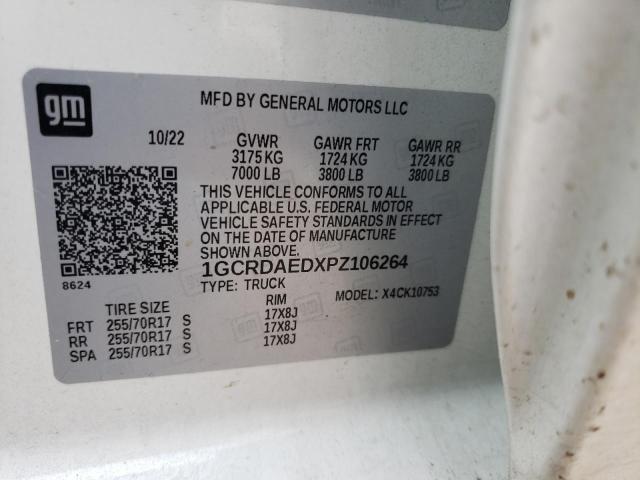 gm
MFD BY GENERAL MOTORS LLC
10/22 GVWR GAWR FRT GAWR RR
3175 KG 1724 KG 1724 KG
7000 LB 3800 LB 3800 LB
THIS VEHICLE CONFORMS TO ALL
APPLICABLE U.S. FEDERAL MOTOR
VEHICLE SAFETY STANDARDS IN EFFECT
ON THE DATE OF MANUFACTURE
SHOWN ABOVE.
1GCRDAEDXPZ106264
8624 TYPE: TRUCK MODEL: X4CK10753
TIRE SIZE RIM
FRT 255/70R17 S 17X8J
RR 255/70R17 S 17X8J
SPA 255/70R17 S 17X8J